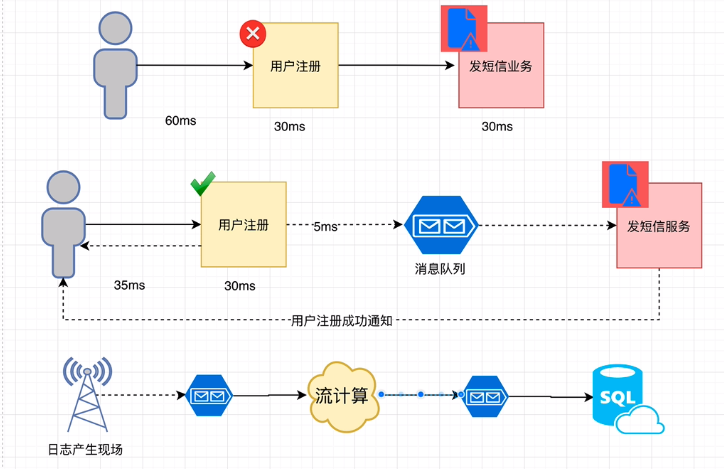 用户注册
发短信业务
60ms
30ms
30ms
用户注册
5ms
发短信服务
消息队列
35ms
30ms
用户注册成功通知
流计算
SQL
日志产生现场